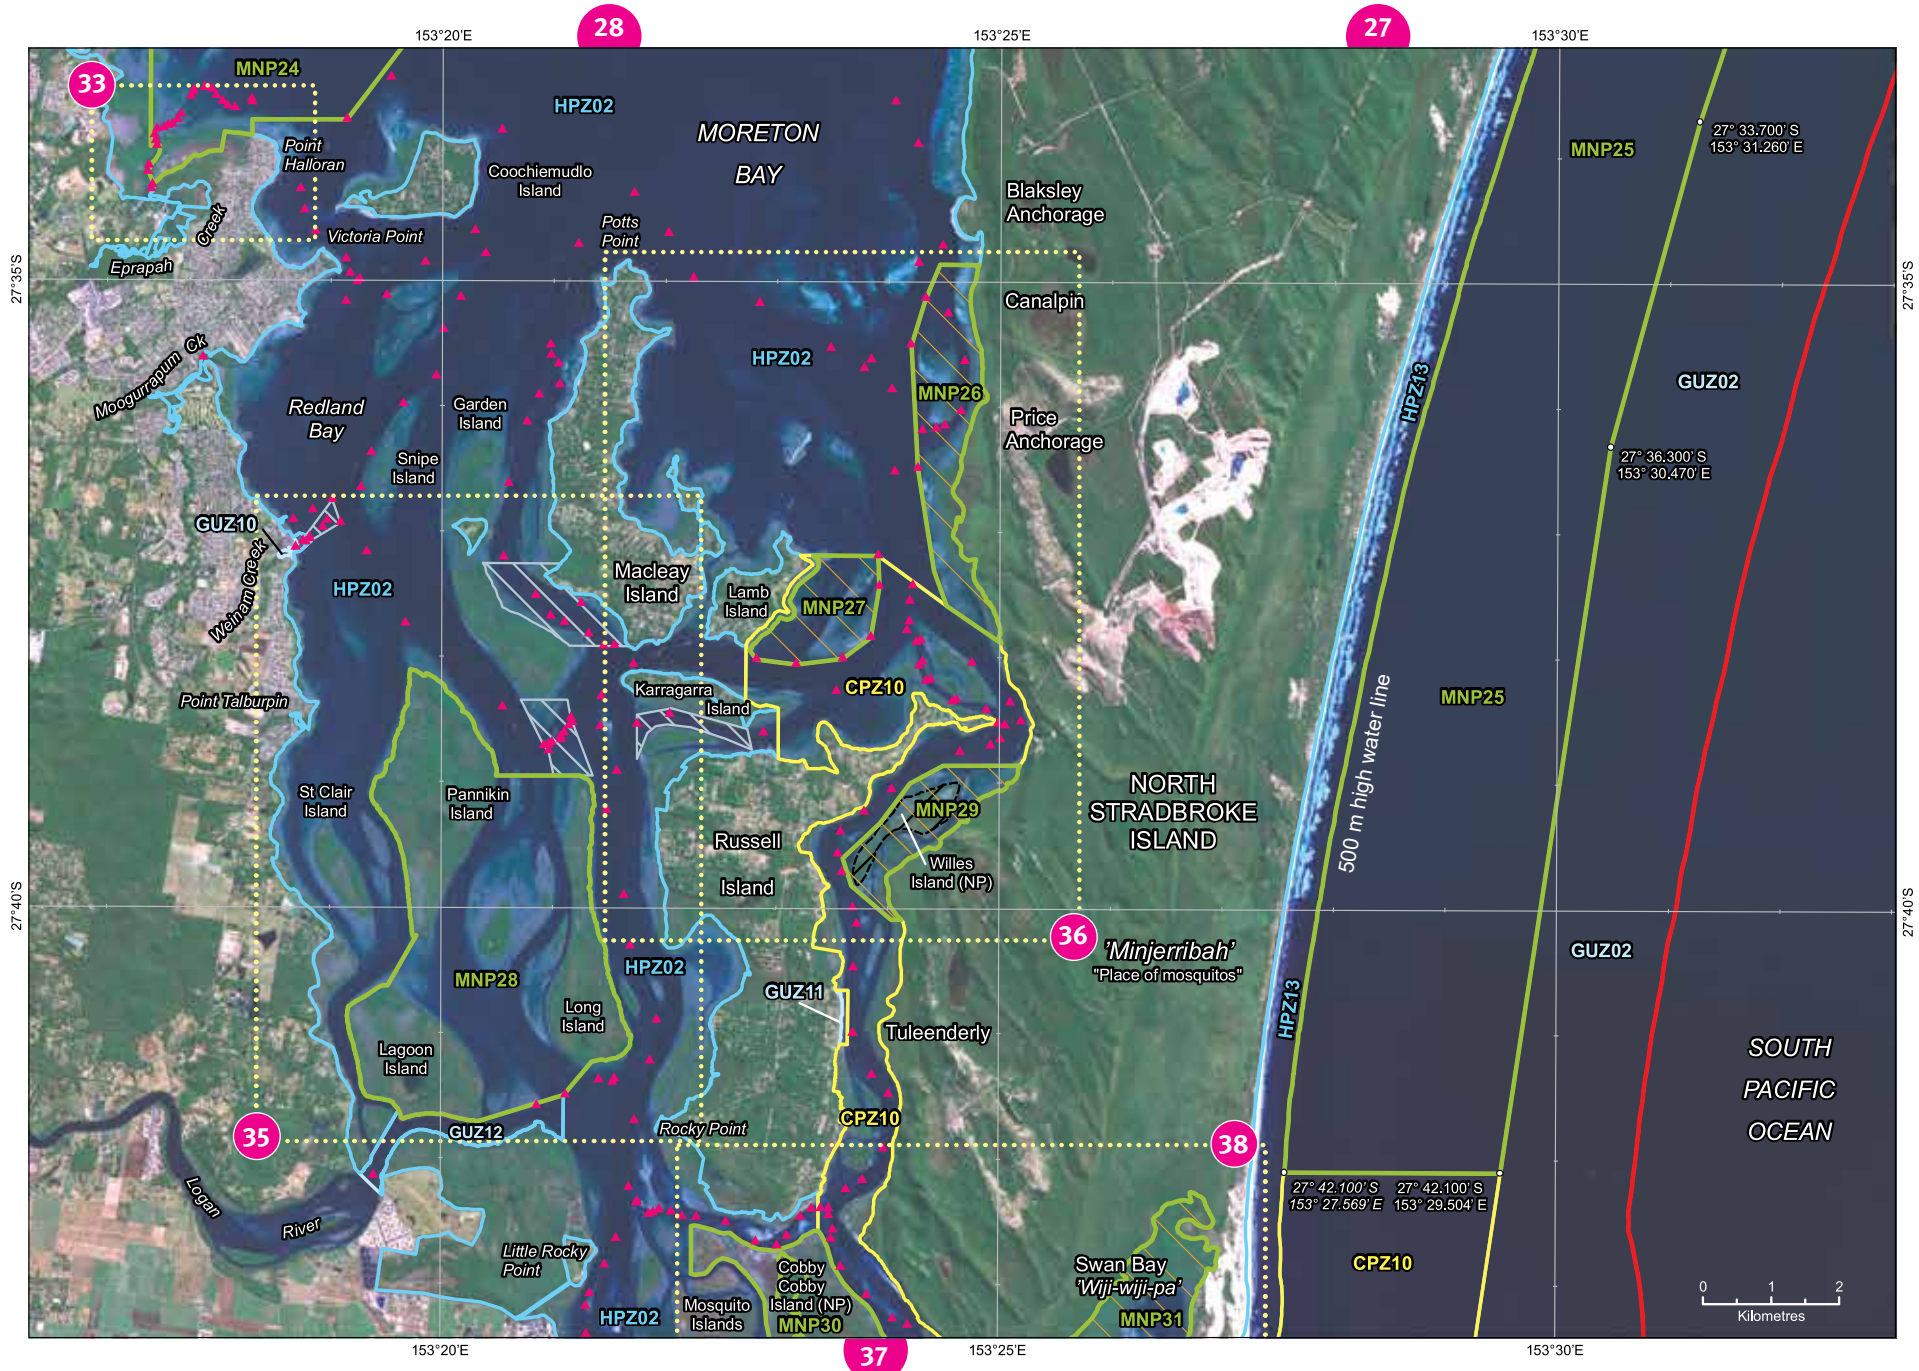 28
27
153°20'E
153°25'E
153°30'E
33
MNP24
HPZ02
MORETON
BAY
Point
Halloran
Coochiemudlo
Island
MNP25
27° 33.700' S
153° 31.260' E
Blaksley
Anchorage
Creek
Victoria Point
Potts
Point
Eprapah
27°35'S
27°35'S
Canalpin
Moogurrapum Ck
HPZ02
MNP26
HPZ13
GUZ02
Redland
Bay
Garden
Island
Price
Anchorage
Snipe
Island
27° 36.300' S
153° 30.470' E
GUZ10
Weinam Creek
HPZ02
Macleay
Island
Lamb
Island
MNP27
Point Talburpin
Karragarra
Island
CPZ10
MNP25
500 m high water line
St Clair
Island
Pannikin
Island
NORTH
STRADBROKE
ISLAND
MNP29
Russell
Island
Willes
Island (NP)
27°40'S
27°40'S
36
'Minjerribah'
"Place of mosquitos"
GUZ02
MNP28
HPZ02
GUZ11
Long
Island
HPZ13
Tuleenderly
Lagoon
Island
SOUTH
PACIFIC
OCEAN
35
GUZ12
Rocky Point
CPZ10
38
Logan
River
27° 42.100' S
153° 27.569' E
27° 42.100' S
153° 29.504' E
Little Rocky
Point
Cobby
Cobby
Island (NP)
MNP30
Swan Bay
'Wiji-wiji-pa'
MNP31
CPZ10
HPZ02
Mosquito
Islands
0 1 2
Kilometres
153°20'E
37
153°25'E
153°30'E